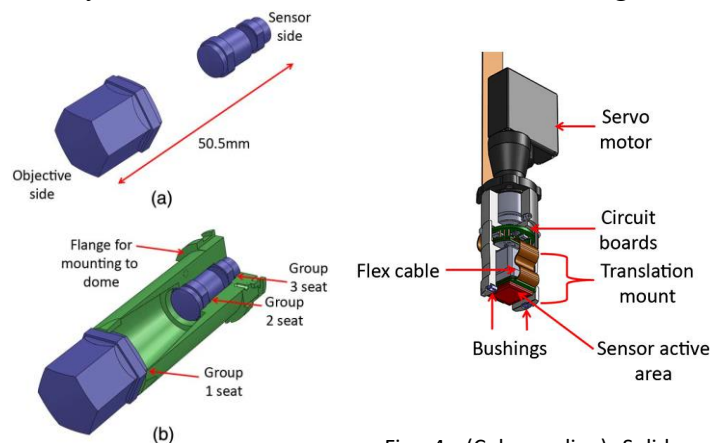 Sensor
side
50.5mm
Objective
side
(a)
Flange for
mounting to
dome
Group
3 seat
Group
2 seat
Group
1 seat
(b)
Servo
motor
Circuit
boards
Flex cable
Translation
mount
Bushings
Sensor active
area